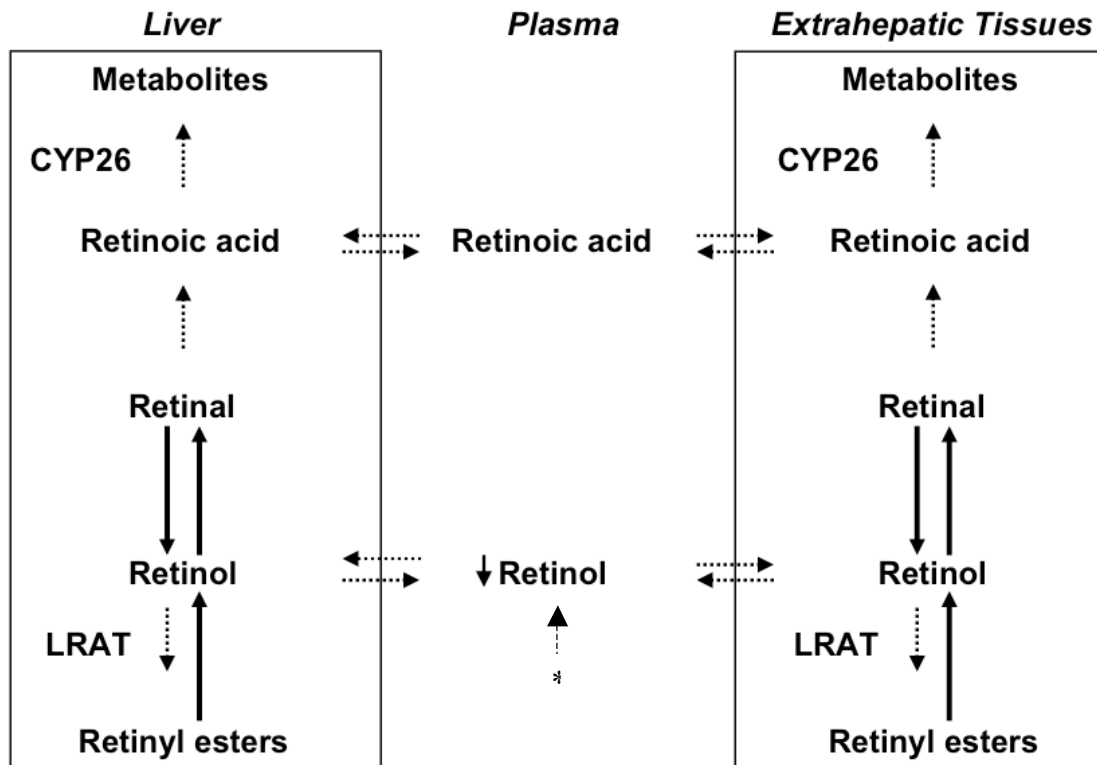 Liver Plasma Extrahepatic Tissues
Metabolites Metabolites
CYP26 CYP26
Retinoic acid Retinoic acid Retinoic acid
Retinal Retinal
Retinol Retinol Retinol
LRAT LRAT
*
Retinyl esters Retinyl esters